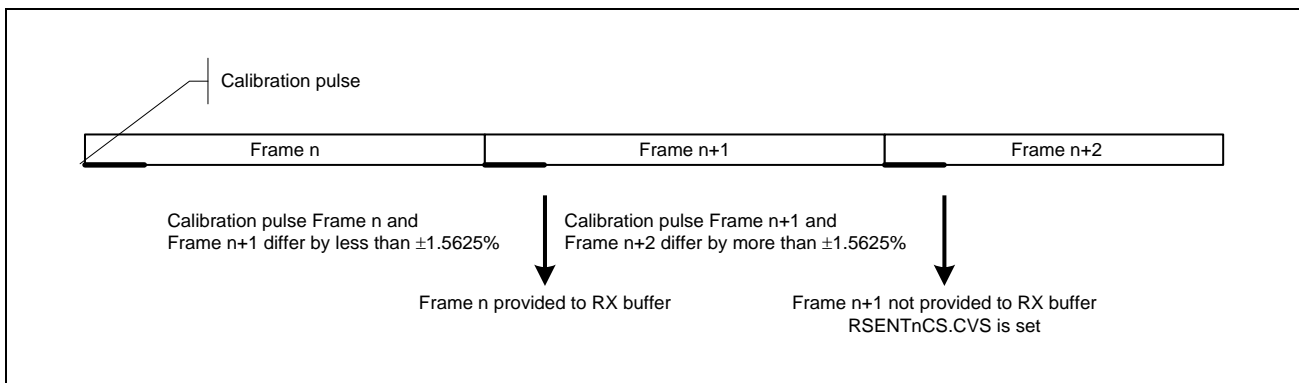 Calibration pulse
Frame n
Frame n+1
Frame n+2
Calibration pulse Frame n and
Frame n+1 differ by less than ±1.5625%
Calibration pulse Frame n+1 and
Frame n+2 differ by more than ±1.5625%
Frame n provided to RX buffer
Frame n+1 not provided to RX buffer
RSENTnCS.CVS is set